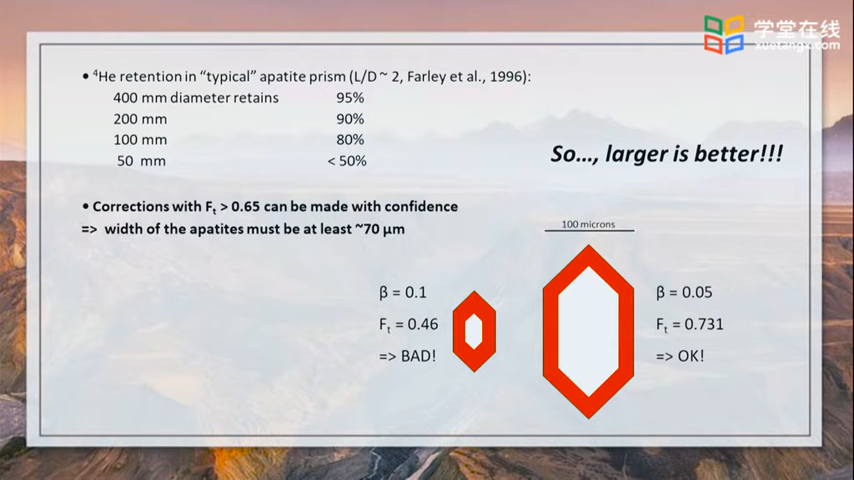 学堂在线
xuetangx.com
• ⁴He retention in “typical” apatite prism (L/D ~ 2, Farley et al., 1996):
400 mm diameter retains 95%
200 mm 90%
100 mm 80%
50 mm < 50%
So…, larger is better!!!
• Corrections with Fₜ > 0.65 can be made with confidence
=> width of the apatites must be at least ~70 μm
100 microns
β = 0.1
Fₜ = 0.46
=> BAD!
β = 0.05
Fₜ = 0.731
=> OK!